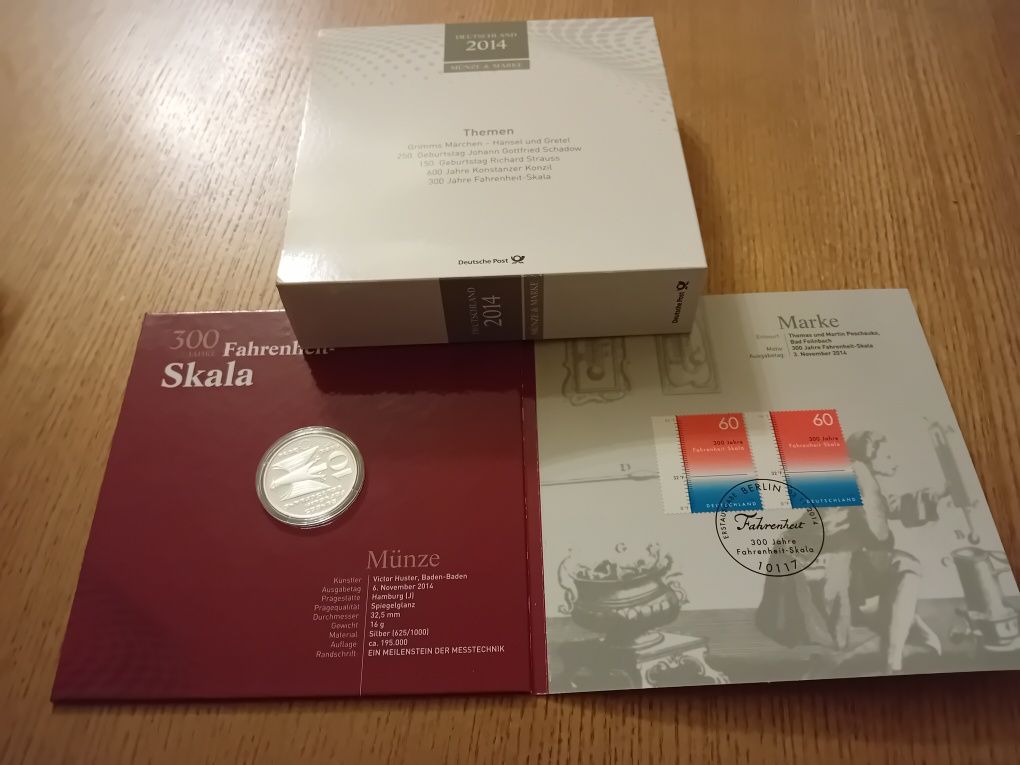 DEUTSCHLAND
2014
MÜNZE & MARKE
Themen
Grimms Märchen – Hänsel und Gretel
250. Geburtstag Johann Gottfried Schadow
150. Geburtstag Richard Strauss
600 Jahre Konstanzer Konzil
300 Jahre Fahrenheit-Skala
Deutsche Post
DEUTSCHLAND
2014
MÜNZE & MARKE
Deutsche Post
300
JAHRE
Fahrenheit-
Skala
Münze
Künstler Victor Huster, Baden-Baden
Ausgabetag 6. November 2014
Prägestätte Hamburg (J)
Prägequalität Spiegelglanz
Durchmesser 32,5 mm
Gewicht 16 g
Material Silber (625/1000)
Auflage ca. 195.000
Randschrift EIN MEILENSTEIN DER MESSTECHNIK
10
Marke
Entwurf Thomas und Martin Poschauko,
Bad Feilnbach
Motiv 300 Jahre Fahrenheit-Skala
Ausgabetag 3. November 2014
60
300 Jahre
Fahrenheit Skala
32 °F
DEUTSCHLAND
60
300 Jahre
Fahrenheit Skala
32 °F
DEUTSCHLAND
BERLIN
Fahrenheit
300 Jahre
Fahrenheit-Skala
10117
D
G
B